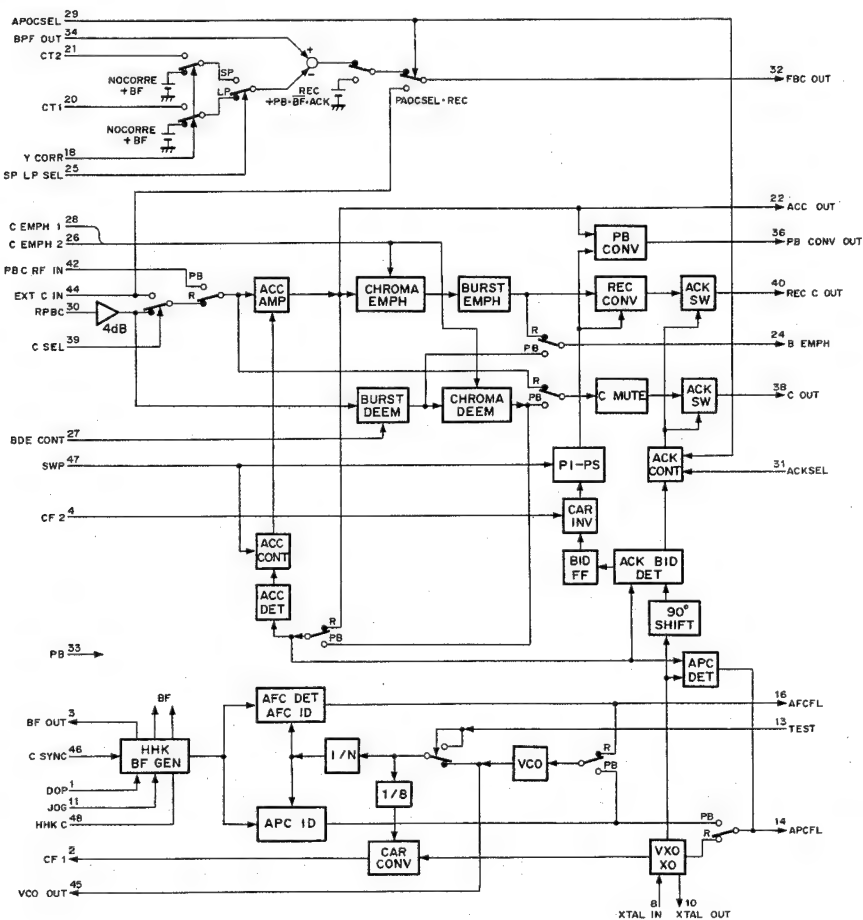 APOCSEL 29
BPF OUT 34
CT2 21
NOCORRE +BF
SP
LP
+
−
REC
+PB·BF·ACK
PAOCSEL·REC
32 FBC OUT
CT1 20
NOCORRE +BF
Y CORR 18
SP LP SEL 25
C EMPH 1 28
C EMPH 2 26
22 ACC OUT
PB CONV
36 PB CONV OUT
PBC RF IN 42
PB
EXT C IN 44
R
RPBC 30
4dB
ACC AMP
CHROMA EMPH
BURST EMPH
REC CONV
ACK SW
40 REC C OUT
C SEL 39
R
PB
24 B EMPH
BURST DEEM
CHROMA DEEM
R
PB
C MUTE
ACK SW
38 C OUT
BDE CONT 27
SWP 47
PI-PS
ACK CONT
31 ACKSEL
CF 2 4
CAR INV
ACC CONT
BID FF
ACK BID DET
ACC DET
90° SHIFT
R
PB
PB 33
APC DET
BF
BF OUT 3
AFC DET
AFC ID
16 AFCFL
13 TEST
C SYNC 46
HHK BF GEN
1/N
VCO
R
PB
DOP 1
JOG 11
HHK C 48
1/8
APC ID
PB
R
14 APCFL
CF 1 2
CAR CONV
VXO XO
VCO OUT 45
8 XTAL IN
10 XTAL OUT